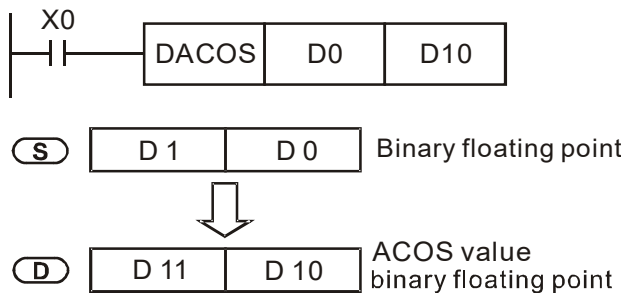 X0
DACOS D0 D10
S D 1 D 0 Binary floating point
D D 11 D 10 ACOS value
binary floating point